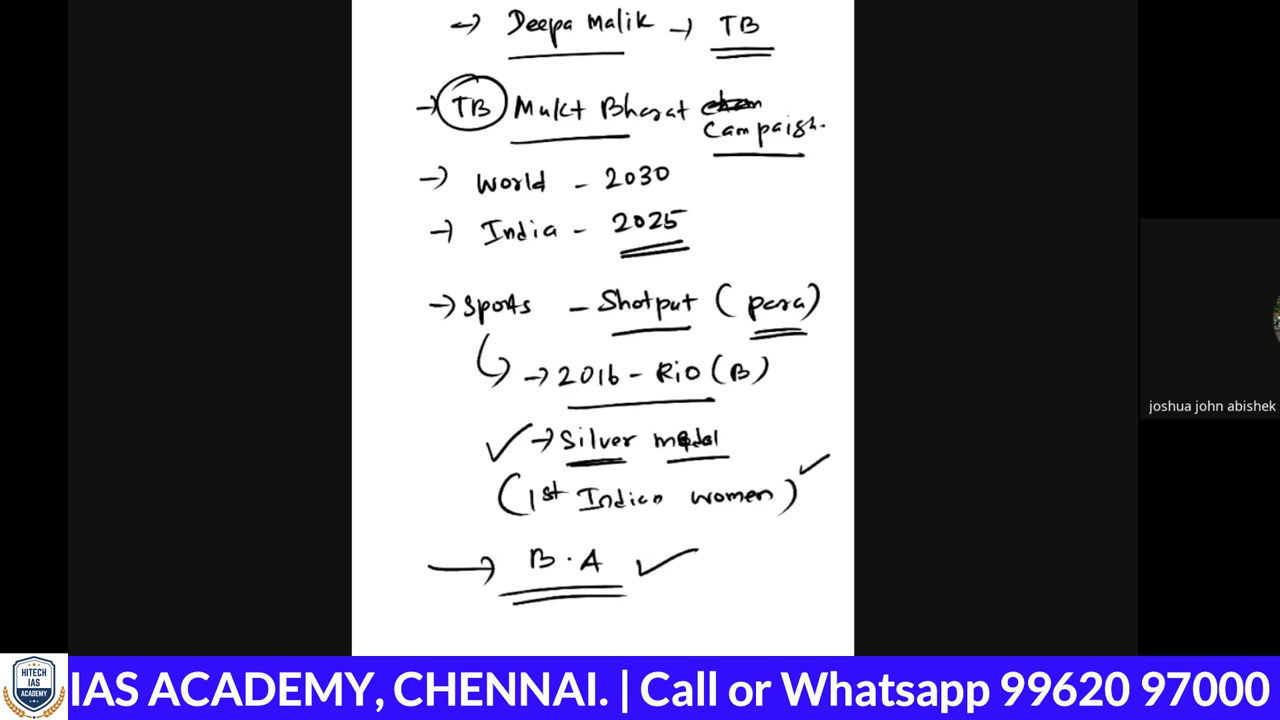 → Deepa Malik → TB
→ TB Mukt Bharat
Campaign.
→ World - 2030
→ India - 2025
→ Sports - Shotput (para)
→ 2016 - Rio (B)
✓ → Silver medal
(1st Indian women) ✓
→ B.A ✓
joshua john abishek
HITECH
IAS
ACADEMY
IAS ACADEMY, CHENNAI. | Call or Whatsapp 99620 97000